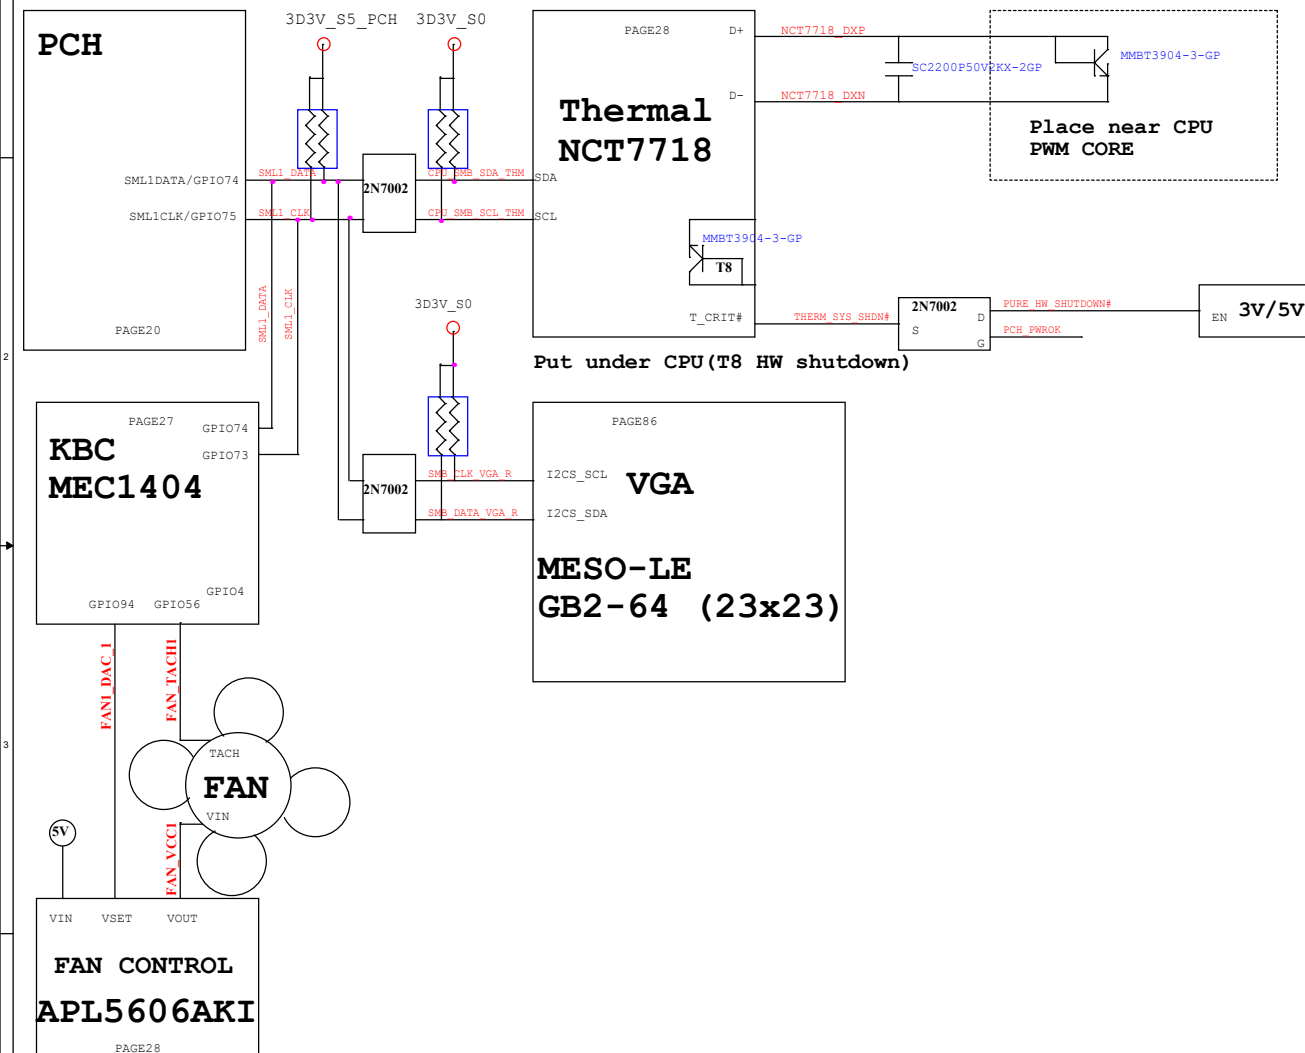 3D3V_S5_PCH
3D3V_S0
PCH
SML1DATA/GPIO74
SML1CLK/GPIO75
PAGE20
SML1_DATA
SML1_CLK
SML1_DATA
SML1_CLK
2N7002
CPU_SMB_SDA_THM
CPU_SMB_SCL_THM
PAGE28
Thermal
NCT7718
SDA
SCL
D+
D-
NCT7718_DXP
NCT7718_DXN
SC2200P50V2KX-2GP
MMBT3904-3-GP
Place near CPU
PWM CORE
MMBT3904-3-GP
T8
T_CRIT#
THERM_SYS_SHDN#
2N7002
S
D
G
PURE_HW_SHUTDOWN#
PCH_PWROK
EN
3V/5V
Put under CPU(T8 HW shutdown)
3D3V_S0
2
PAGE27
KBC
MEC1404
GPIO74
GPIO73
GPIO4
GPIO94
GPIO56
2N7002
SMB_CLK_VGA_R
SMB_DATA_VGA_R
PAGE86
I2CS_SCL
I2CS_SDA
VGA
MESO-LE
GB2-64 (23x23)
FAN1_DAC_1
FAN_TACH1
3
TACH
FAN
VIN
5V
FAN_VCC1
VIN
VSET
VOUT
FAN CONTROL
APL5606AKI
PAGE28